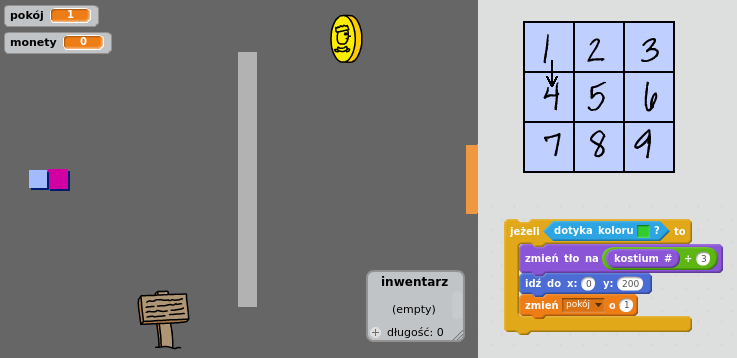 pokój 1
monety 0
inwentarz
(empty)
+ długość: 0
1 2 3
4 5 6
7 8 9
jeżeli dotyka koloru ? to
zmień tło na kostium # + 3
idź do x: 0 y: 200
zmień pokój o 1